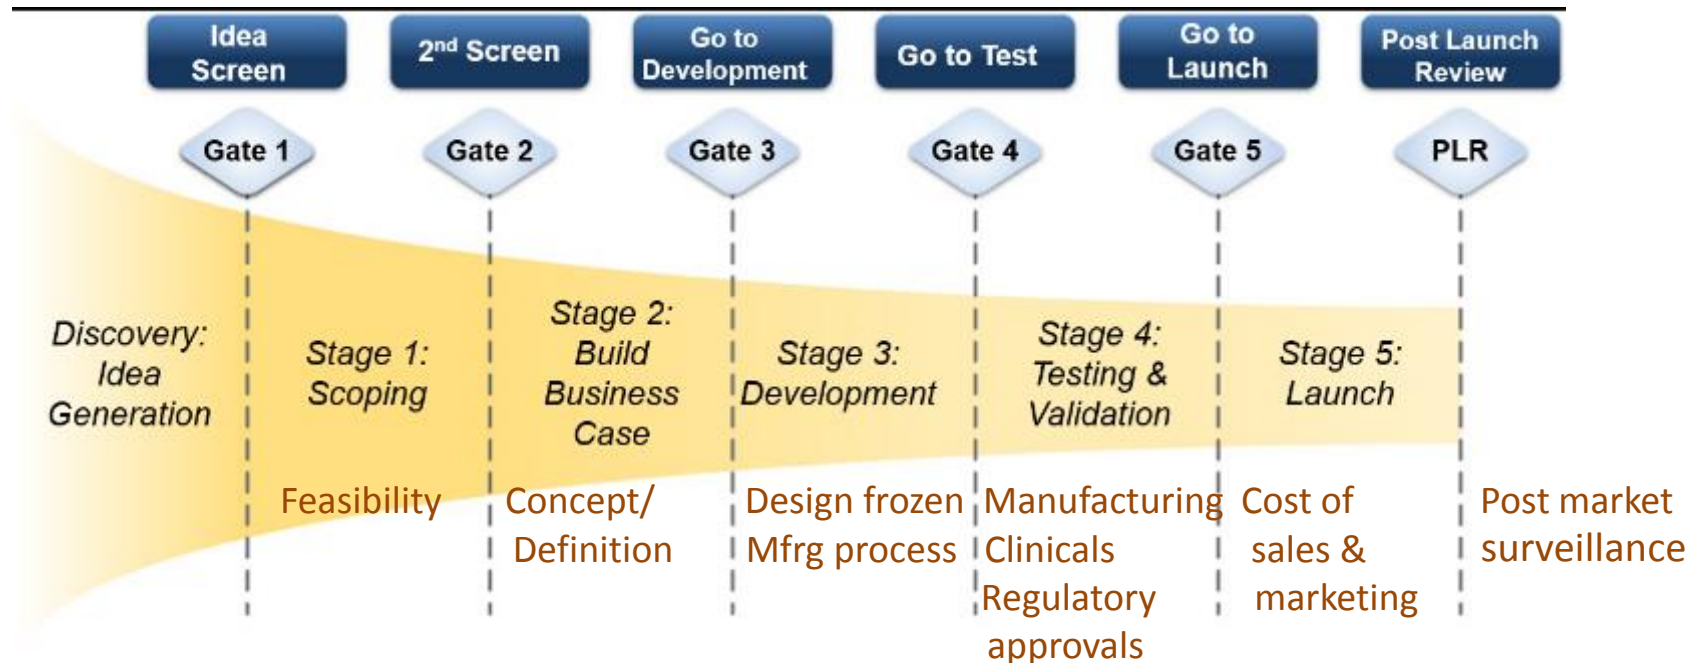 Idea
Screen
2nd Screen
Go to
Development
Go to Test
Go to
Launch
Post Launch
Review
Gate 1
Gate 2
Gate 3
Gate 4
Gate 5
PLR
Discovery:
Idea
Generation
Stage 1:
Scoping
Stage 2:
Build
Business
Case
Stage 3:
Development
Stage 4:
Testing &
Validation
Stage 5:
Launch
Feasibility
Concept/
Definition
Design frozen
Mfrg process
Manufacturing
Clinicals
Regulatory
approvals
Cost of
sales &
marketing
Post market
surveillance